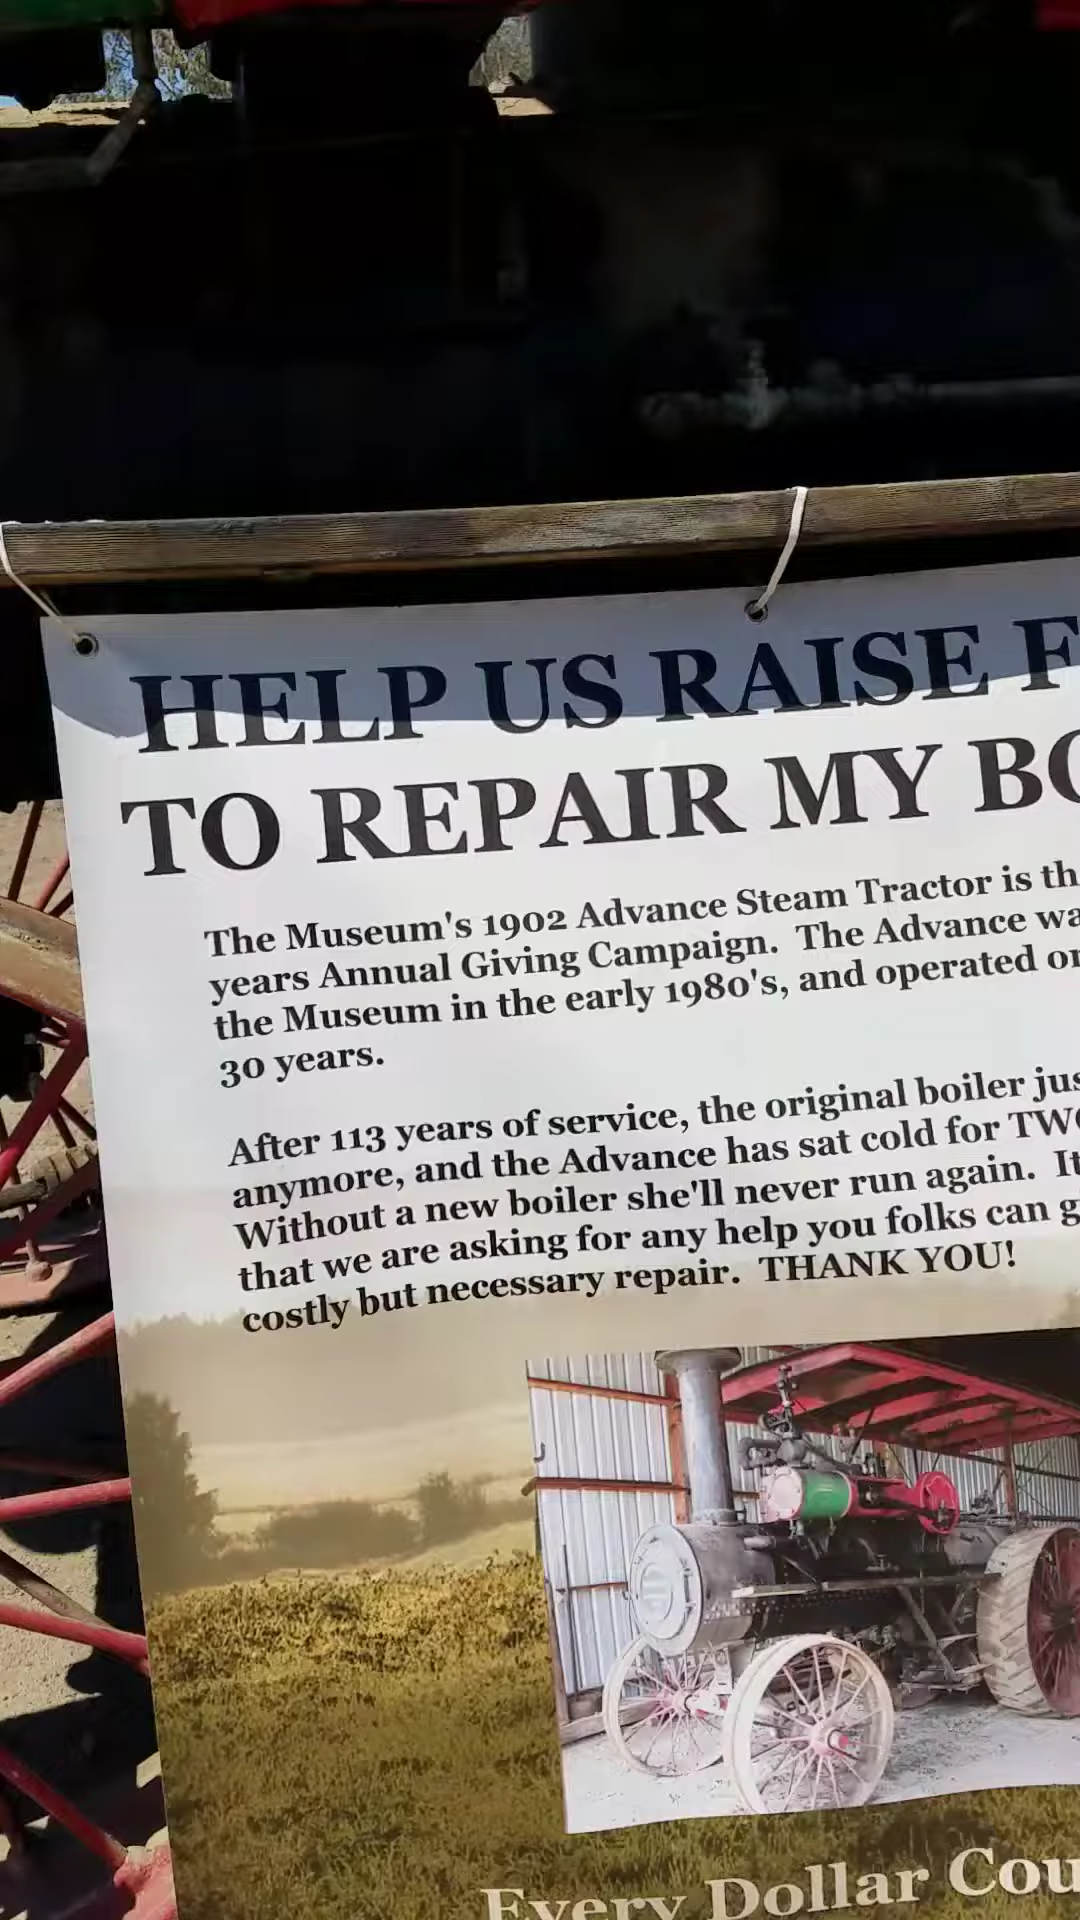 HELP US RAISE
TO REPAIR MY
The Museum's 1902 Advance Steam Tractor is
years Annual Giving Campaign. The Advance
the Museum in the early 1980's, and operated
30 years.
After 113 years of service, the original boiler
anymore, and the Advance has sat cold for
Without a new boiler she'll never run again.
that we are asking for any help you folks can
costly but necessary repair. THANK YOU!
Every Dollar